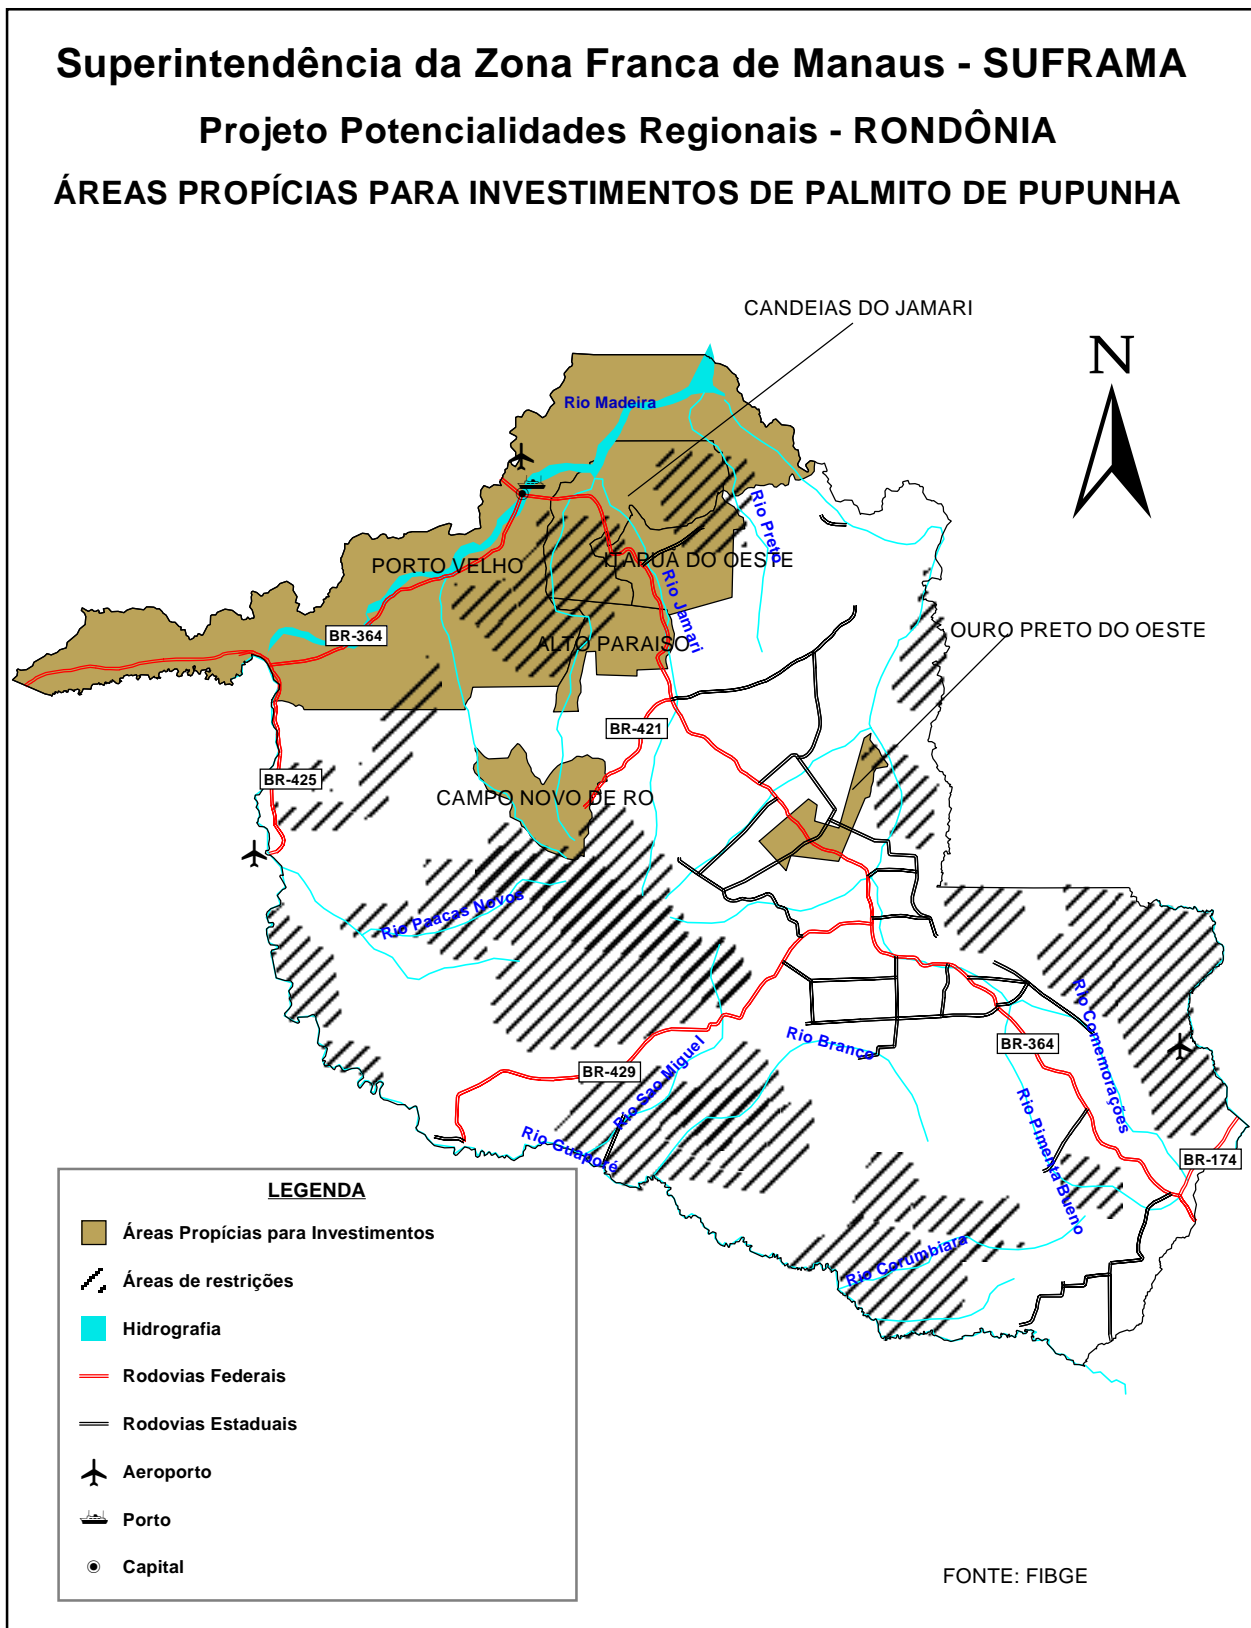 Superintendência da Zona Franca de Manaus - SUFRAMA
Projeto Potencialidades Regionais - RONDÔNIA
ÁREAS PROPÍCIAS PARA INVESTIMENTOS DE PALMITO DE PUPUNHA
CANDEIAS DO JAMARI
N
Rio Madeira
Rio Preto
PORTO VELHO
ITAPUÃ DO OESTE
Rio Jamari
BR-364
ALTO PARAISO
OURO PRETO DO OESTE
BR-421
BR-425
CAMPO NOVO DE RO
Rio Paacas Novos
Rio Comemorações
Rio Branco
BR-364
Rio Sao Miguel
BR-429
Rio Guaporé
Rio Pimenta Bueno
BR-174
Rio Corumbiara
LEGENDA
Áreas Propícias para Investimentos
Áreas de restrições
Hidrografia
Rodovias Federais
Rodovias Estaduais
Aeroporto
Porto
Capital
FONTE: FIBGE